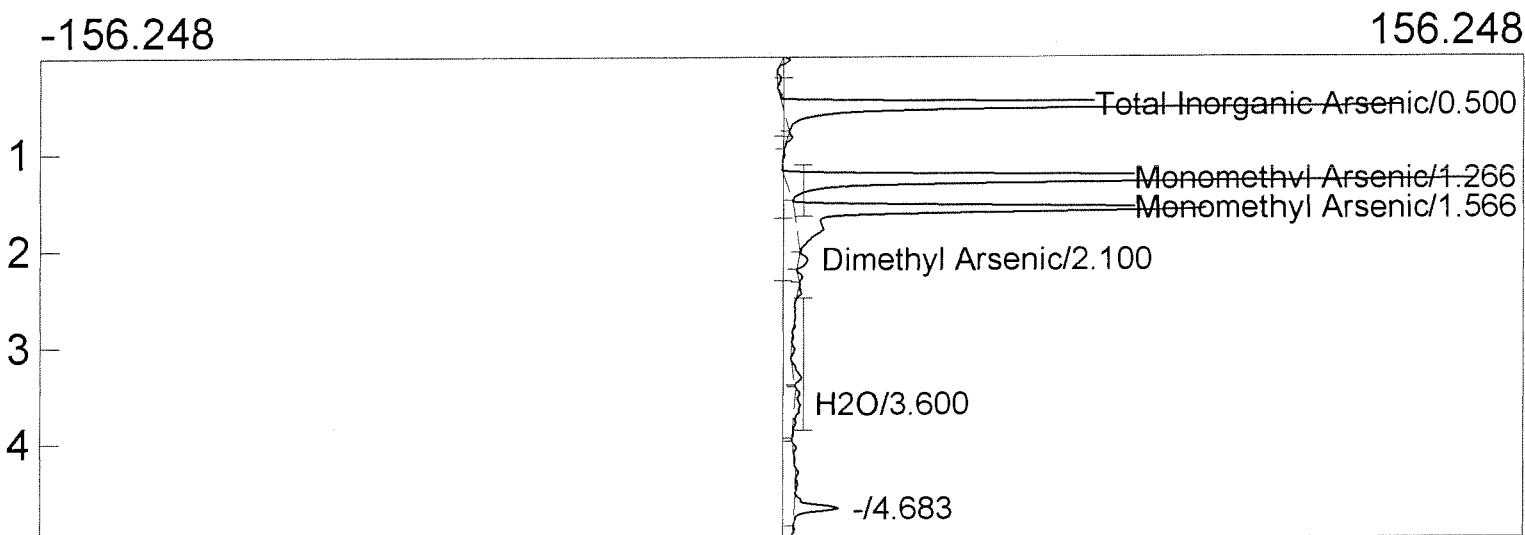 -156.248 156.248
Total Inorganic Arsenic/0.500
1
Monomethyl Arsenic/1.266
Monomethyl Arsenic/1.566
2
Dimethyl Arsenic/2.100
3
H2O/3.600
4
-/4.683